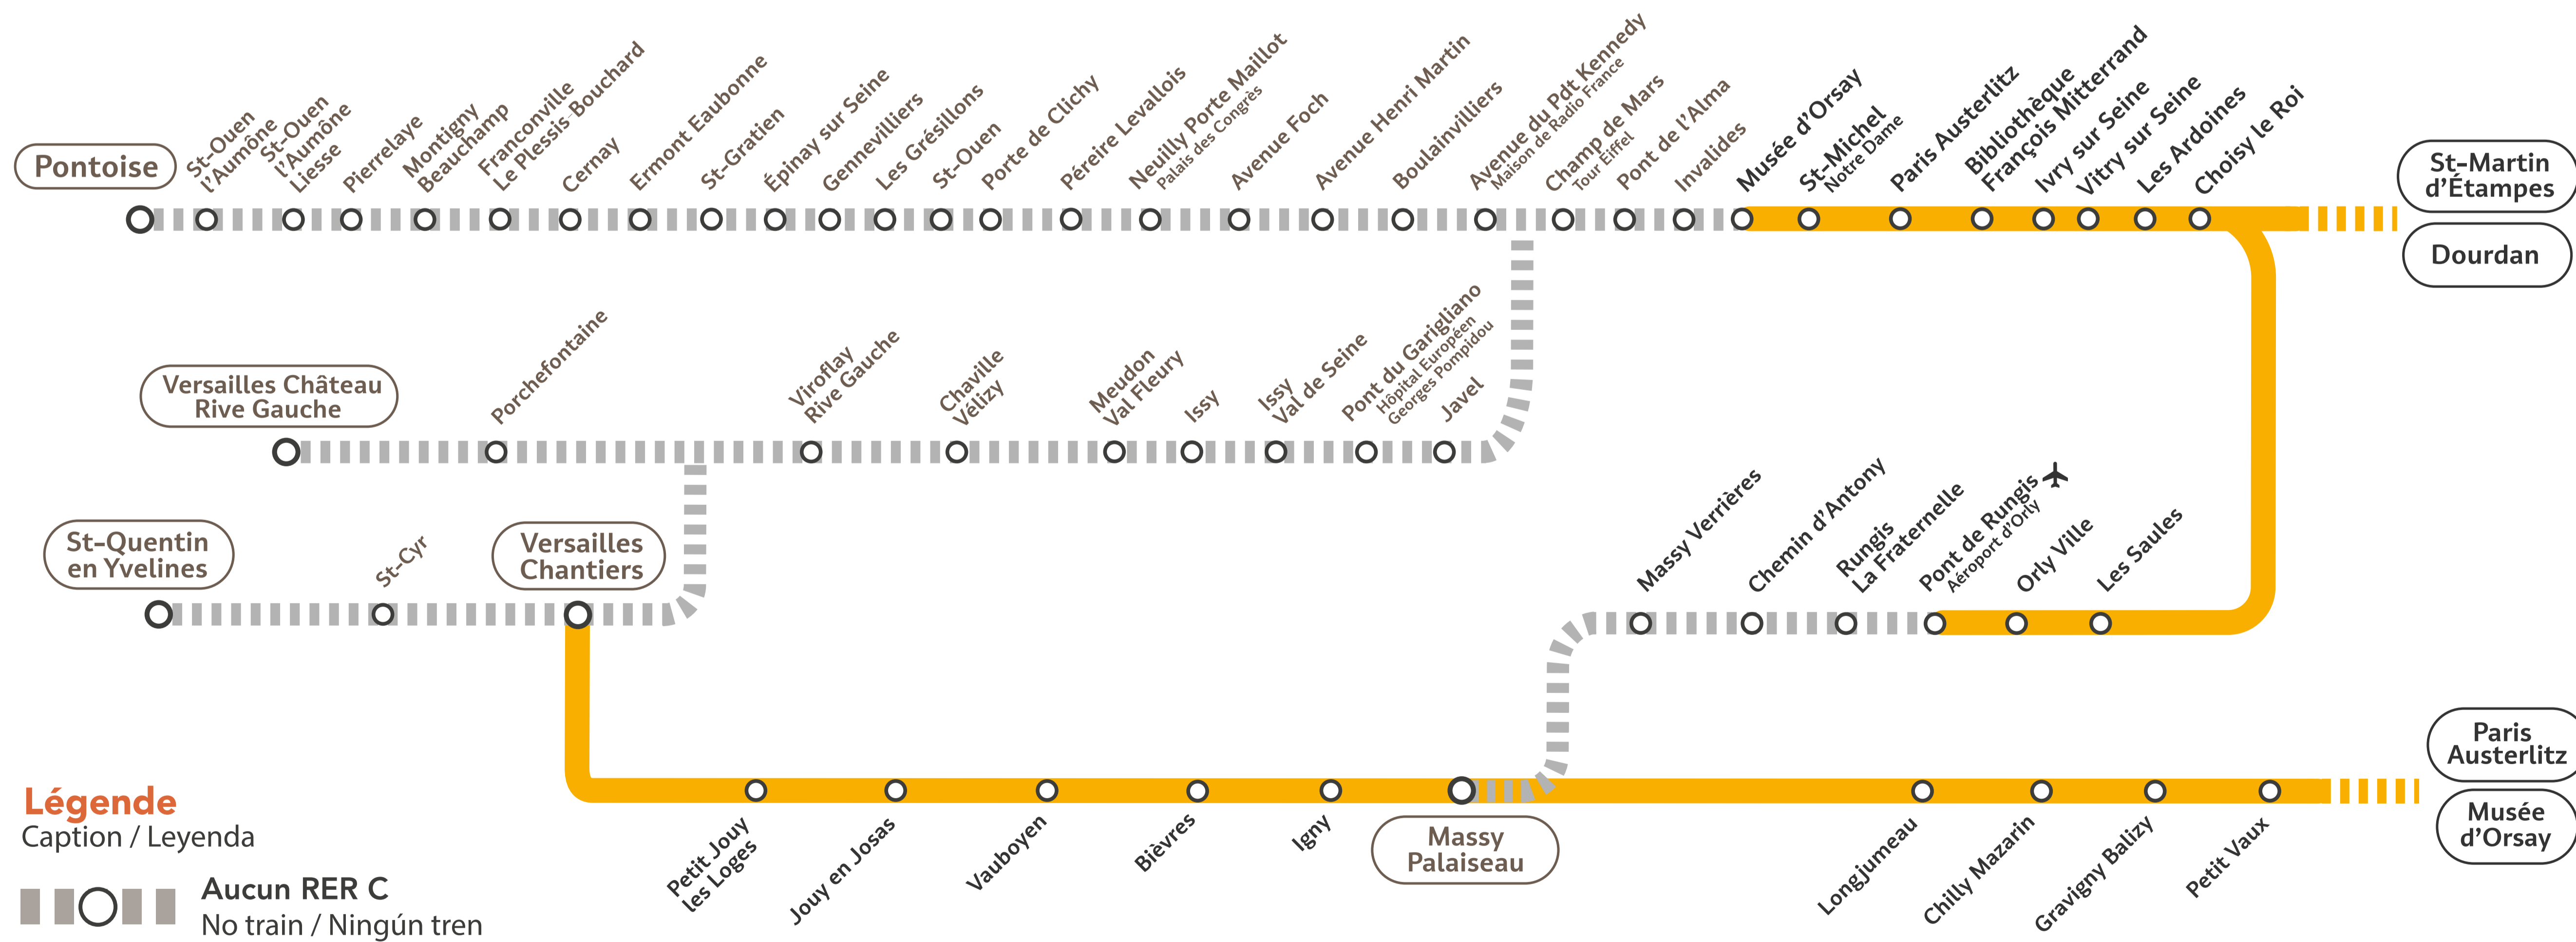 Pontoise
St-Ouen
l'Aumône
St-Ouen
l'Aumône
Liesse
Pierrelaye
Montigny
Beauchamp
Franconville
Le Plessis-Bouchard
Cernay
Ermont Eaubonne
St-Gratien
Épinay sur Seine
Gennevilliers
Les Grésillons
St-Ouen
Porte de Clichy
Péreire Levallois
Neuilly Porte Maillot
Palais des Congrès
Avenue Foch
Avenue Henri Martin
Boulainvilliers
Avenue du Pdt Kennedy
Maison de Radio France
Champ de Mars
Tour Eiffel
Pont de l'Alma
Invalides
Musée d'Orsay
St-Michel
Notre Dame
Paris Austerlitz
Bibliothèque
François Mitterrand
Ivry sur Seine
Vitry sur Seine
Les Ardoines
Choisy le Roi
St-Martin
d'Étampes
Dourdan
Versailles Château
Rive Gauche
Porchefontaine
Viroflay
Rive Gauche
Chaville
Vélizy
Meudon
Val Fleury
Issy
Issy
Val de Seine
Pont du Garigliano
Hôpital Européen
Georges Pompidou
Javel
St-Quentin
en Yvelines
St-Cyr
Versailles
Chantiers
Massy Verrières
Chemin d'Antony
Rungis
La Fraternelle
Pont de Rungis
Aéroport d'Orly
Orly Ville
Les Saules
Petit Jouy
les Loges
Jouy en Josas
Vauboyen
Bièvres
Igny
Massy
Palaiseau
Longjumeau
Chilly Mazarin
Gravigny Balizy
Petit Vaux
Paris
Austerlitz
Musée
d'Orsay
Légende
Caption / Leyenda
Aucun RER C
No train / Ningún tren